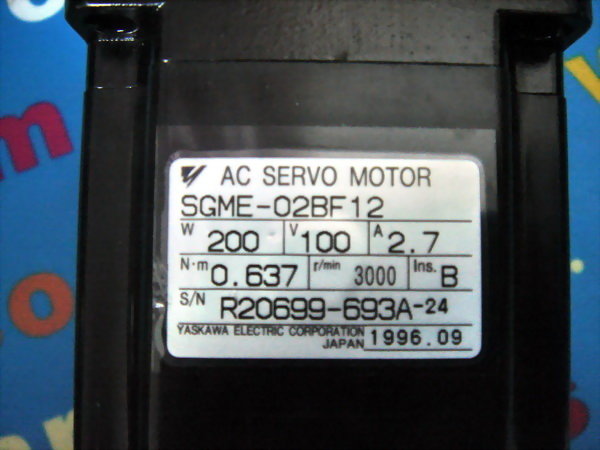 AC SERVO MOTOR
SGME-02BF12
W 200 V 100 A 2.7
N·m 0.637 r/min 3000 Ins. B
S/N R20699-693A-24
YASKAWA ELECTRIC CORPORATION
JAPAN 1996.09